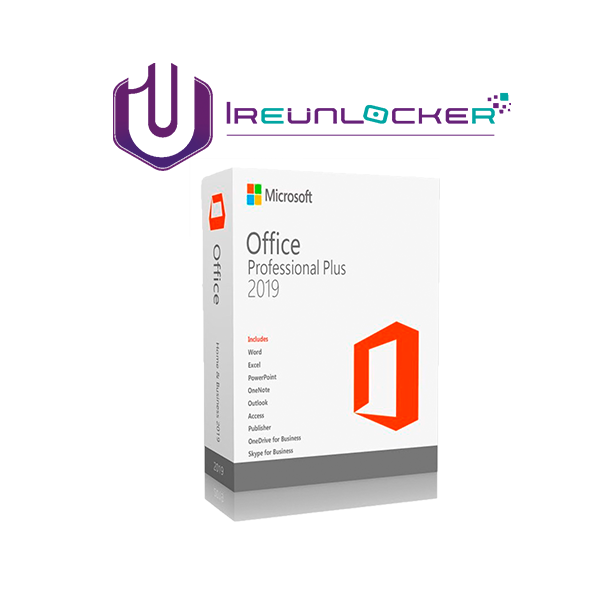 IREUNLOCKER
Microsoft
Office
Professional Plus
2019
Includes
Word
Excel
PowerPoint
OneNote
Outlook
Access
Publisher
OneDrive for Business
Skype for Business
Office
Home & Business 2019
2019